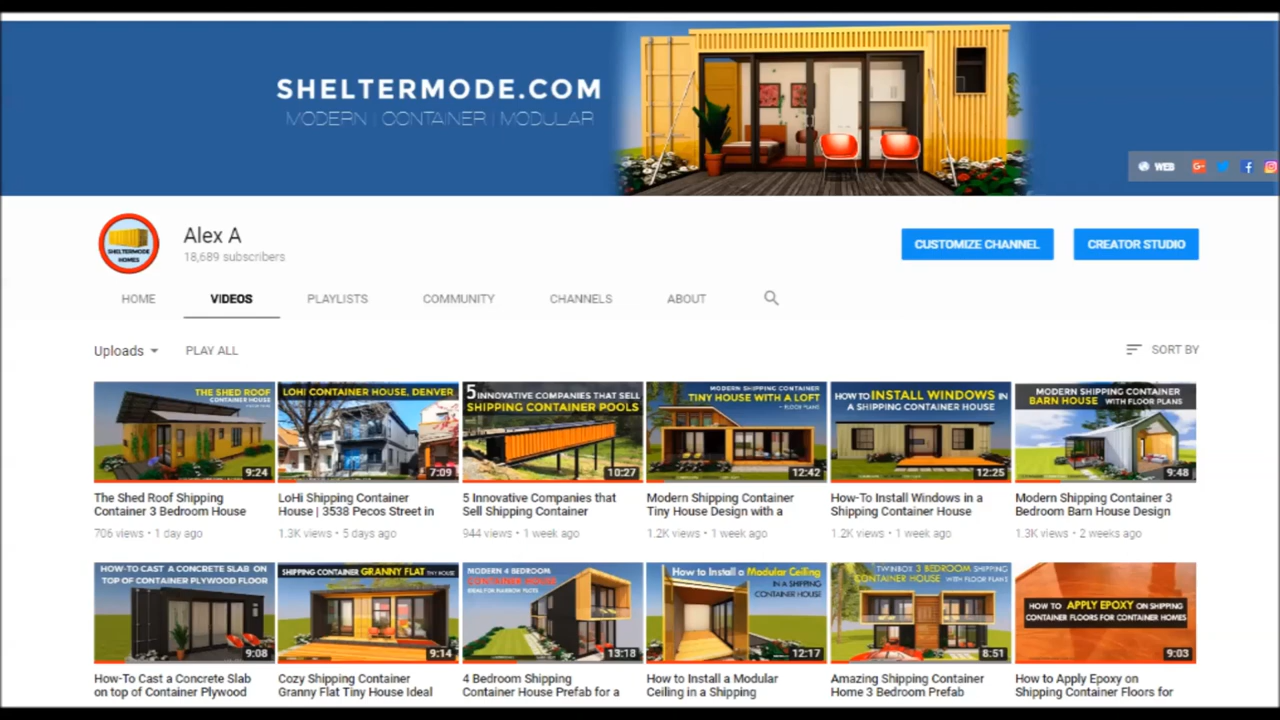 SHELTERMODE.COM
MODERN | CONTAINER | MODULAR
WEB
SHELTERMODE
HOMES
Alex A
18,689 subscribers
CUSTOMIZE CHANNEL
CREATOR STUDIO
HOME
VIDEOS
PLAYLISTS
COMMUNITY
CHANNELS
ABOUT
Uploads
PLAY ALL
SORT BY
THE SHED ROOF
CONTAINER HOUSE
9:24
LOHI CONTAINER HOUSE, DENVER
7:09
5 INNOVATIVE COMPANIES THAT SELL
SHIPPING CONTAINER POOLS
10:27
MODERN SHIPPING CONTAINER
TINY HOUSE WITH A LOFT
+ FLOOR PLANS
12:42
HOW TO INSTALL WINDOWS IN
A SHIPPING CONTAINER HOUSE
12:25
MODERN SHIPPING CONTAINER
BARN HOUSE WITH FLOOR PLANS
9:48
The Shed Roof Shipping
Container 3 Bedroom House
706 views • 1 day ago
LoHi Shipping Container
House | 3538 Pecos Street in
1.3K views • 5 days ago
5 Innovative Companies that
Sell Shipping Container
944 views • 1 week ago
Modern Shipping Container
Tiny House Design with a
1.2K views • 1 week ago
How-To Install Windows in a
Shipping Container House
1.2K views • 1 week ago
Modern Shipping Container 3
Bedroom Barn House Design
1.3K views • 2 weeks ago
HOW-TO CAST A CONCRETE SLAB ON
TOP OF CONTAINER PLYWOOD FLOOR
9:08
SHIPPING CONTAINER GRANNY FLAT TINY HOUSE
9:14
MODERN 4 BEDROOM
CONTAINER HOUSE
IDEAL FOR NARROW PLOTS
13:18
How to Install a Modular Ceiling
IN A SHIPPING
CONTAINER HOUSE
12:17
TWINBOX 3 BEDROOM SHIPPING
CONTAINER HOUSE WITH FLOOR PLANS
8:51
HOW TO APPLY EPOXY ON SHIPPING
CONTAINER FLOORS FOR CONTAINER HOMES
9:03
How-To Cast a Concrete Slab
on top of Container Plywood
Cozy Shipping Container
Granny Flat Tiny House Ideal
4 Bedroom Shipping
Container House Prefab for a
How to Install a Modular
Ceiling in a Shipping
Amazing Shipping Container
Home 3 Bedroom Prefab
How to Apply Epoxy on
Shipping Container Floors for